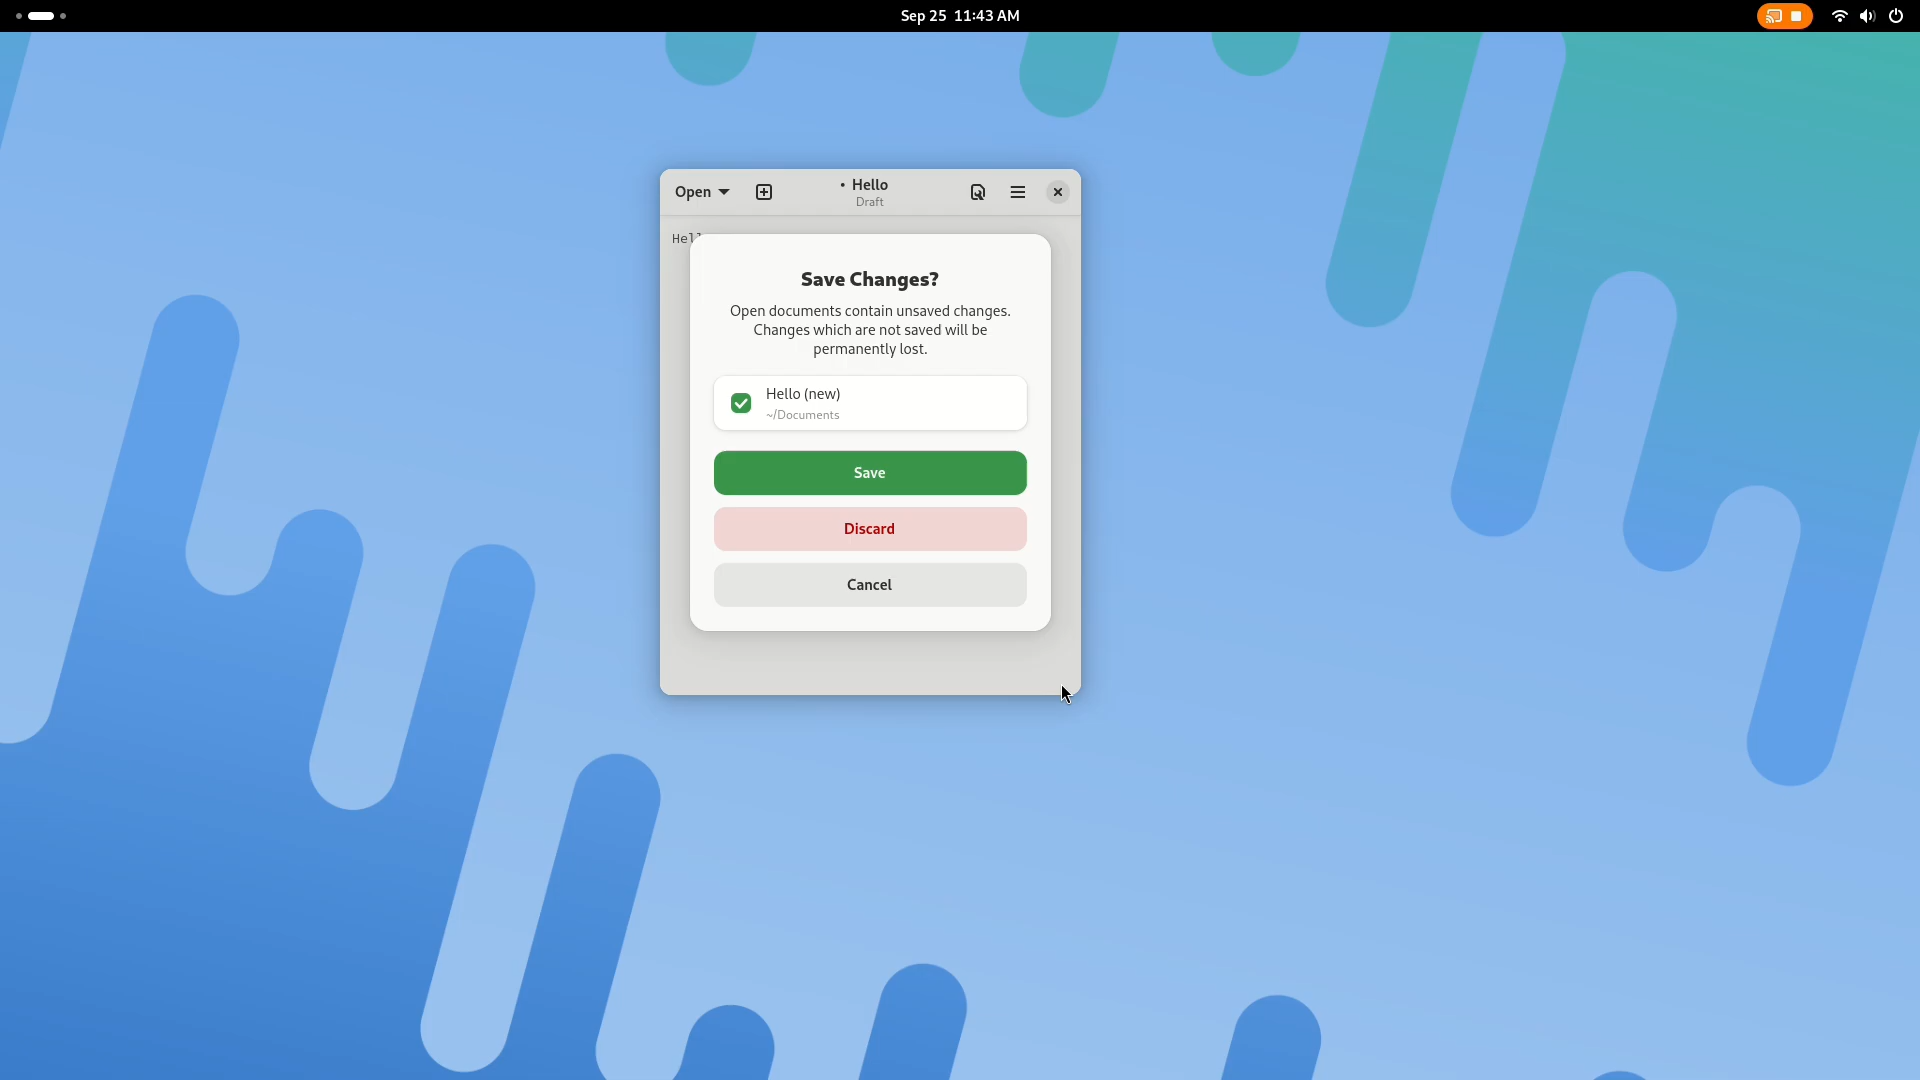 Sep 25 11:43 AM
Open
• Hello
Draft
Save Changes?
Open documents contain unsaved changes.
Changes which are not saved will be
permanently lost.
Hello (new)
~/Documents
Save
Discard
Cancel